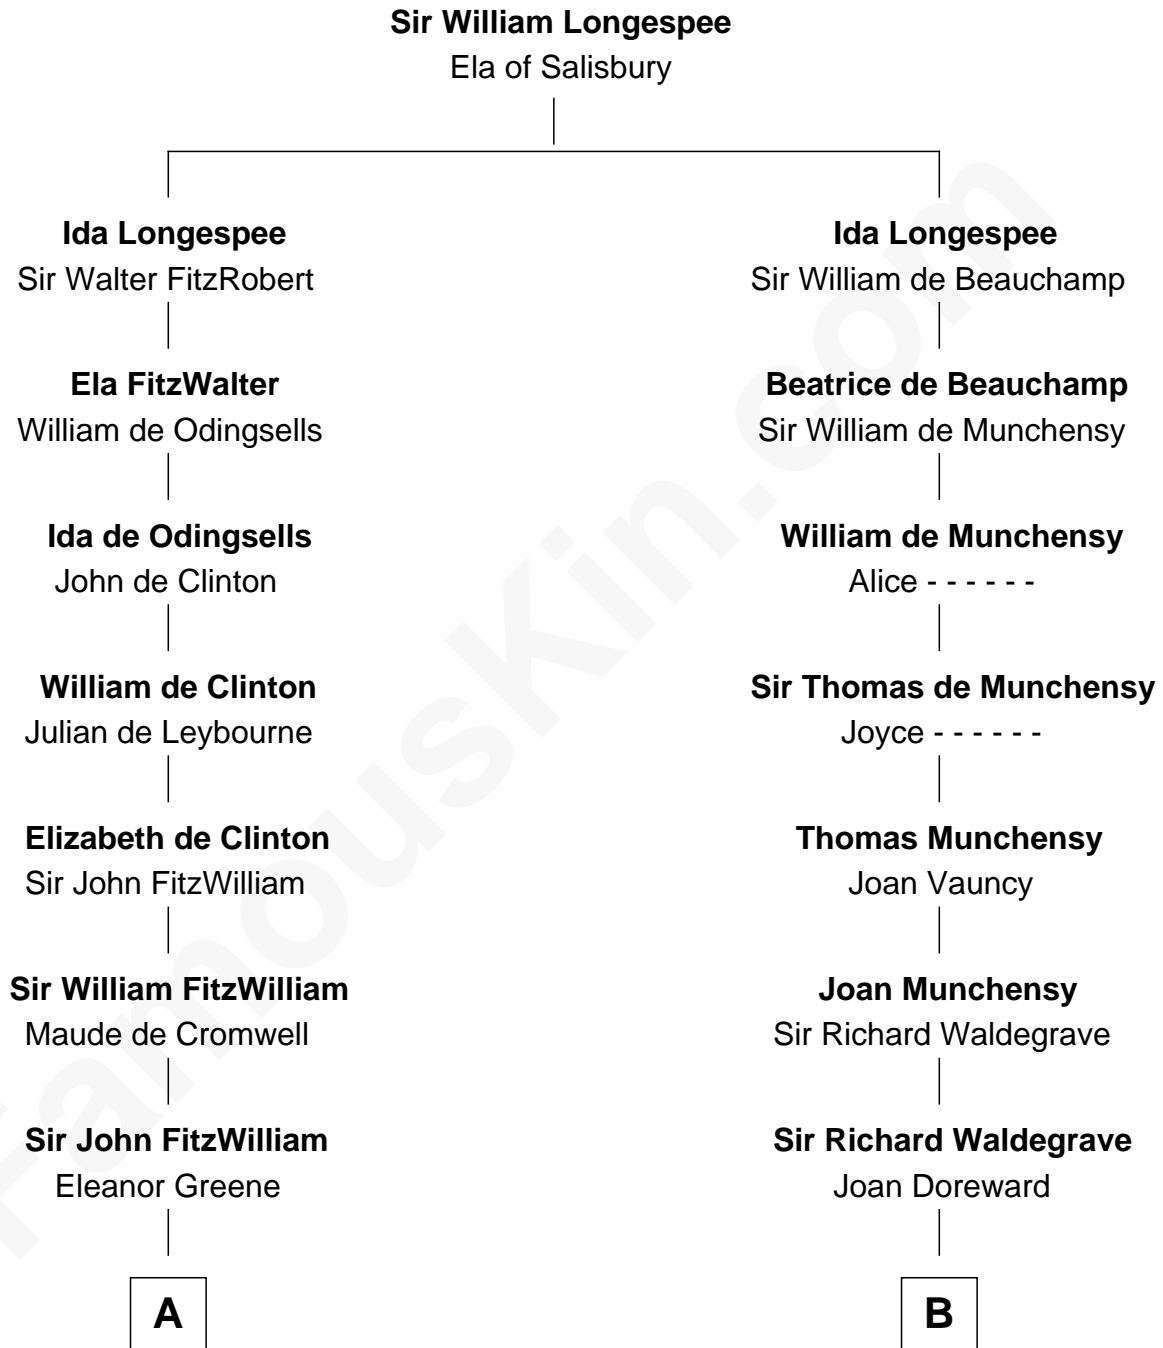 Sir William Longespee
Ela of Salisbury
Ida Longespee
Sir Walter FitzRobert
Ida Longespee
Sir William de Beauchamp
Ela FitzWalter
William de Odingsells
Beatrice de Beauchamp
Sir William de Munchensy
Ida de Odingsells
John de Clinton
William de Munchensy
Alice - - - - - -
William de Clinton
Julian de Leybourne
Sir Thomas de Munchensy
Joyce - - - - - -
Elizabeth de Clinton
Sir John FitzWilliam
Thomas Munchensy
Joan Vauncy
Sir William FitzWilliam
Maude de Cromwell
Joan Munchensy
Sir Richard Waldegrave
Sir John FitzWilliam
Eleanor Greene
Sir Richard Waldegrave
Joan Doreward
A
B
FamousKin.com